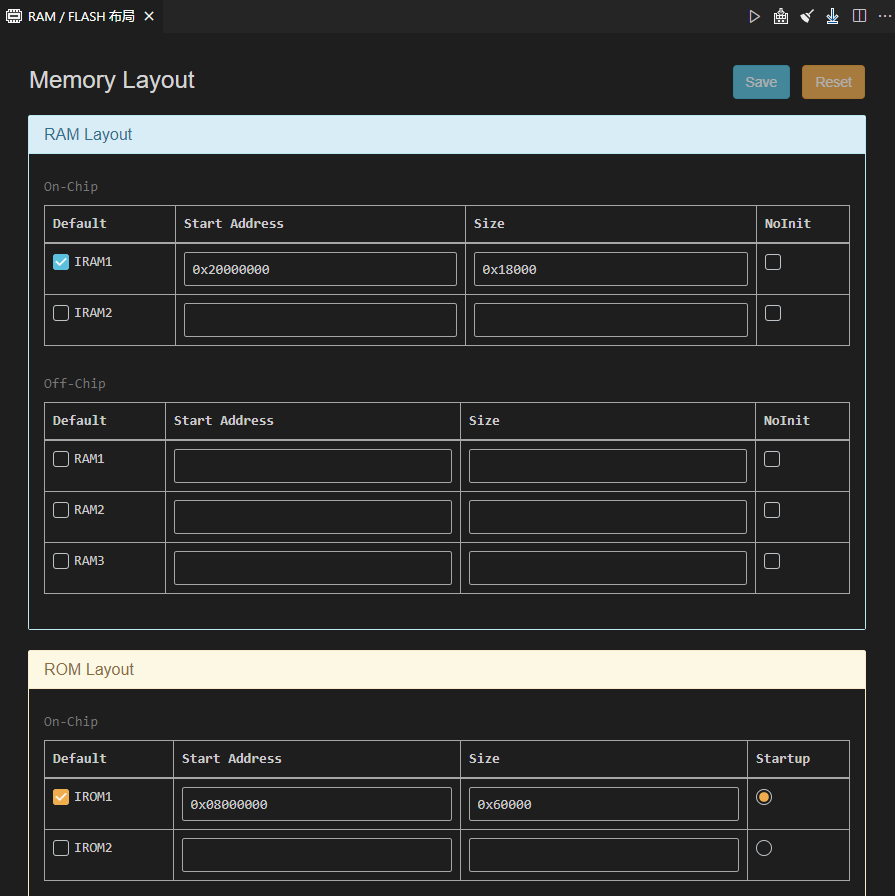 RAM / FLASH 布局
Memory Layout
Save Reset
RAM Layout
On-Chip
Default Start Address Size NoInit
IRAM1 0x20000000 0x18000
IRAM2
Off-Chip
Default Start Address Size NoInit
RAM1
RAM2
RAM3
ROM Layout
On-Chip
Default Start Address Size Startup
IROM1 0x08000000 0x60000
IROM2